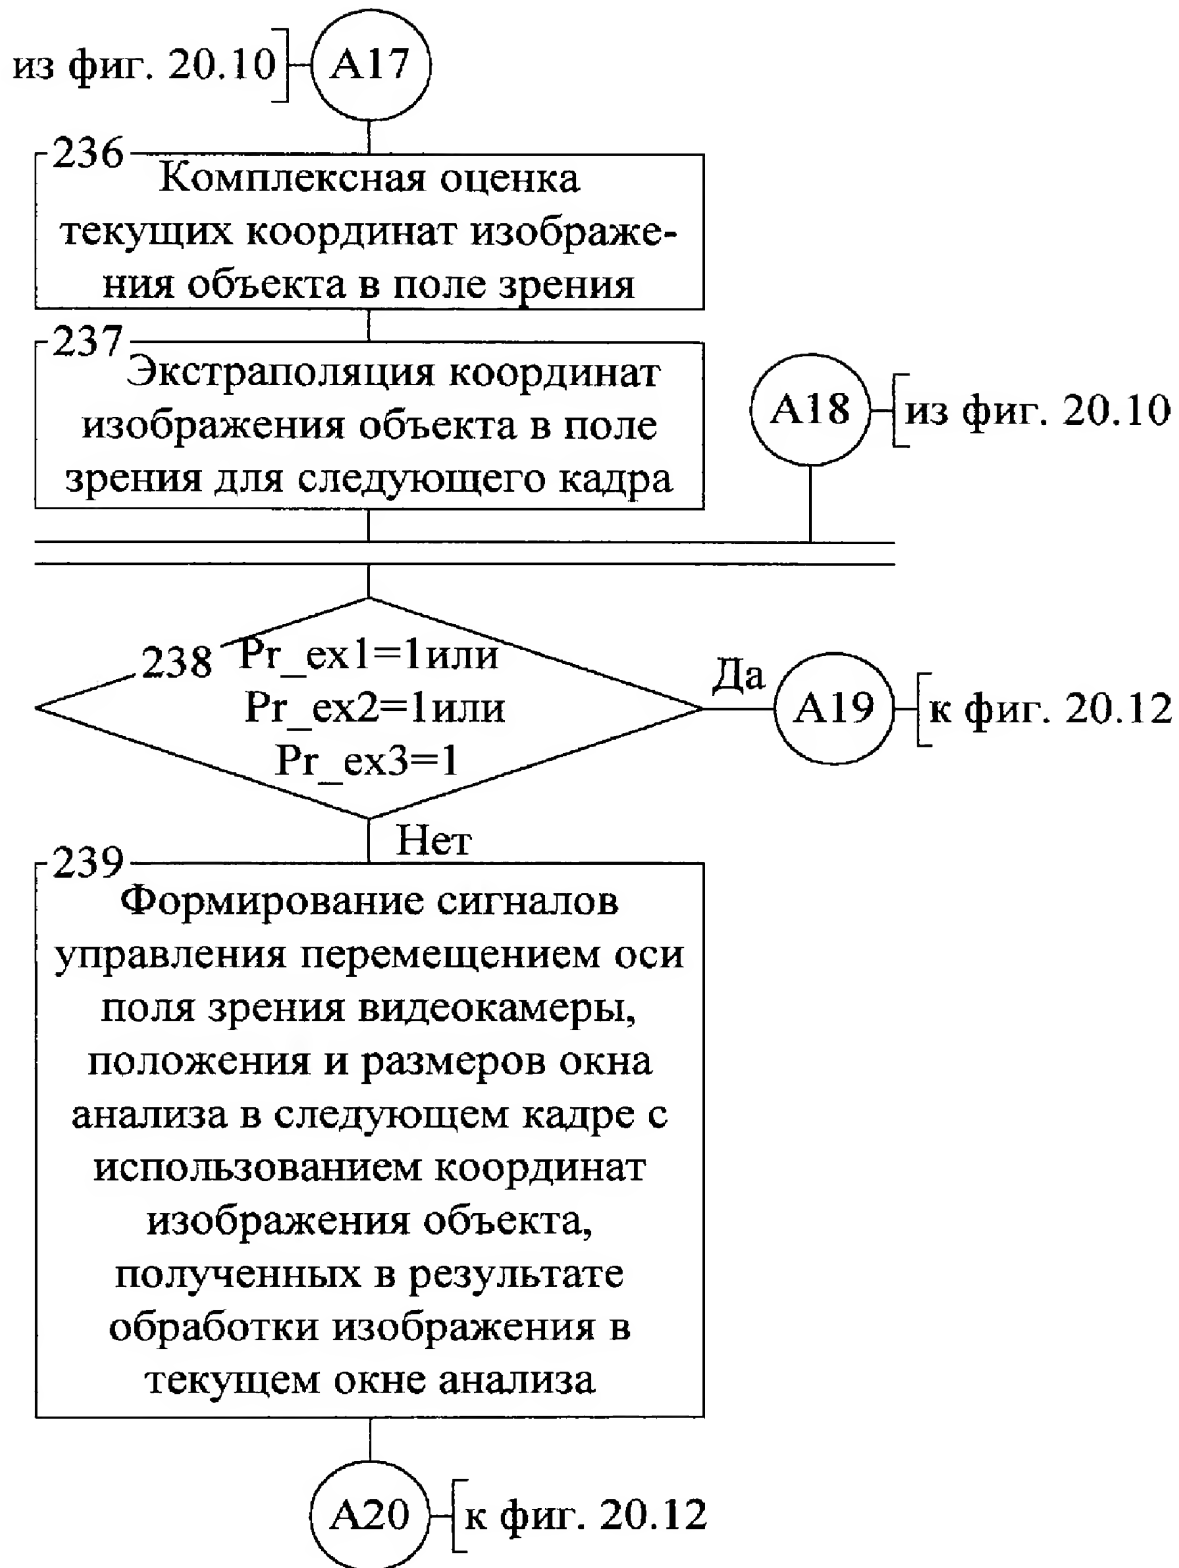 из фиг. 20.10
A17
236
Комплексная оценка
текущих координат изображе-
ния объекта в поле зрения
237
Экстраполяция координат
изображения объекта в поле
зрения для следующего кадра
A18
из фиг. 20.10
238
Pr_ex1=1или
Pr_ex2=1или
Pr_ex3=1
Да
A19
к фиг. 20.12
Нет
239
Формирование сигналов
управления перемещением оси
поля зрения видеокамеры,
положения и размеров окна
анализа в следующем кадре с
использованием координат
изображения объекта,
полученных в результате
обработки изображения в
текущем окне анализа
A20
к фиг. 20.12